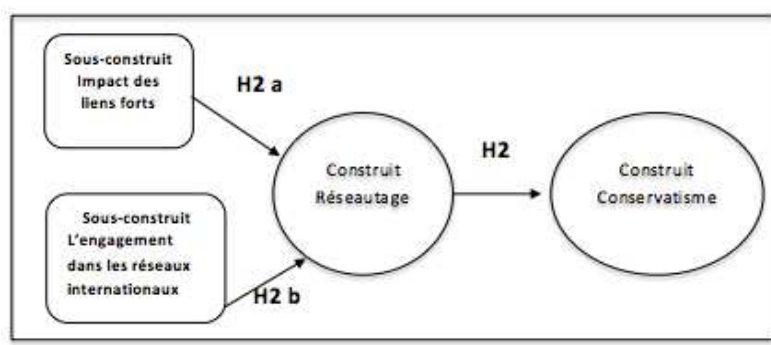 Sous-construit
Impact des
liens forts
H2 a
Sous-construit
L'engagement
dans les réseaux
internationaux
H2 b
Construit
Réseautage
H2
Construit
Conservatisme